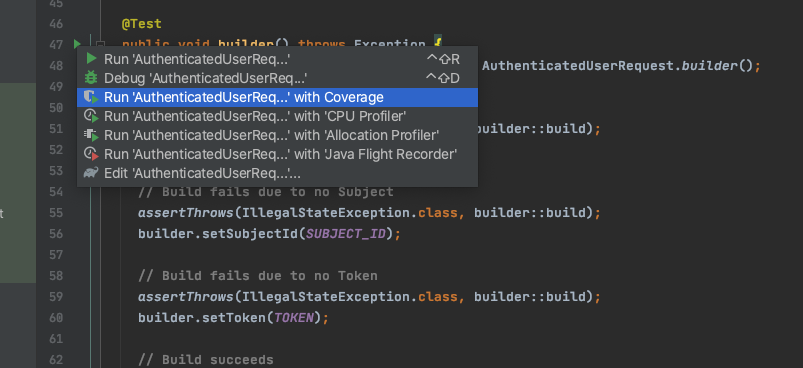 45
46 @Test
47 public void builder() throws Exception {
Run 'AuthenticatedUserReq...' ^⇧R
48 AuthenticatedUserRequest.builder();
Debug 'AuthenticatedUserReq...' ^⇧D
49
Run 'AuthenticatedUserReq...' with Coverage
50
Run 'AuthenticatedUserReq...' with 'CPU Profiler'
51 builder::build);
Run 'AuthenticatedUserReq...' with 'Allocation Profiler'
52
Run 'AuthenticatedUserReq...' with 'Java Flight Recorder'
53
Edit 'AuthenticatedUserReq...'...
54 // Build fails due to no Subject
55 assertThrows(IllegalStateException.class, builder::build);
56 builder.setSubjectId(SUBJECT_ID);
57
58 // Build fails due to no Token
59 assertThrows(IllegalStateException.class, builder::build);
60 builder.setToken(TOKEN);
61
62 // Build succeeds